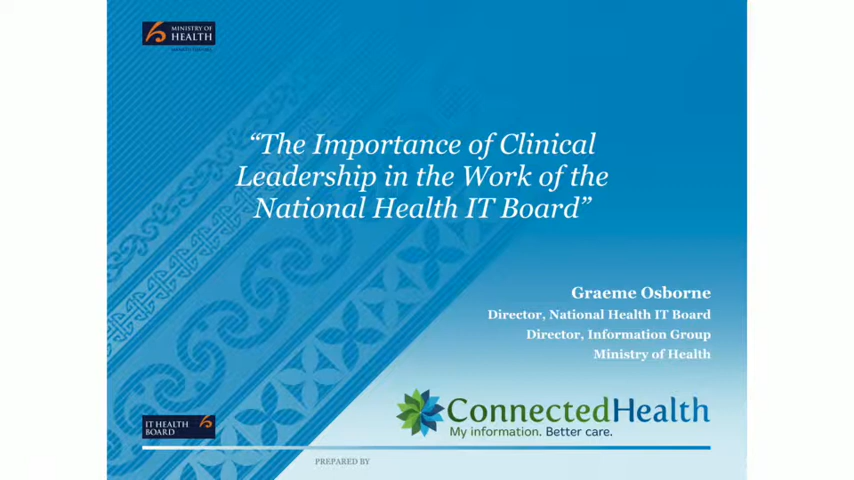 MINISTRY OF
HEALTH
“The Importance of Clinical
Leadership in the Work of the
National Health IT Board”
Graeme Osborne
Director, National Health IT Board
Director, Information Group
Ministry of Health
ConnectedHealth
My information. Better care.
IT HEALTH
BOARD
PREPARED BY